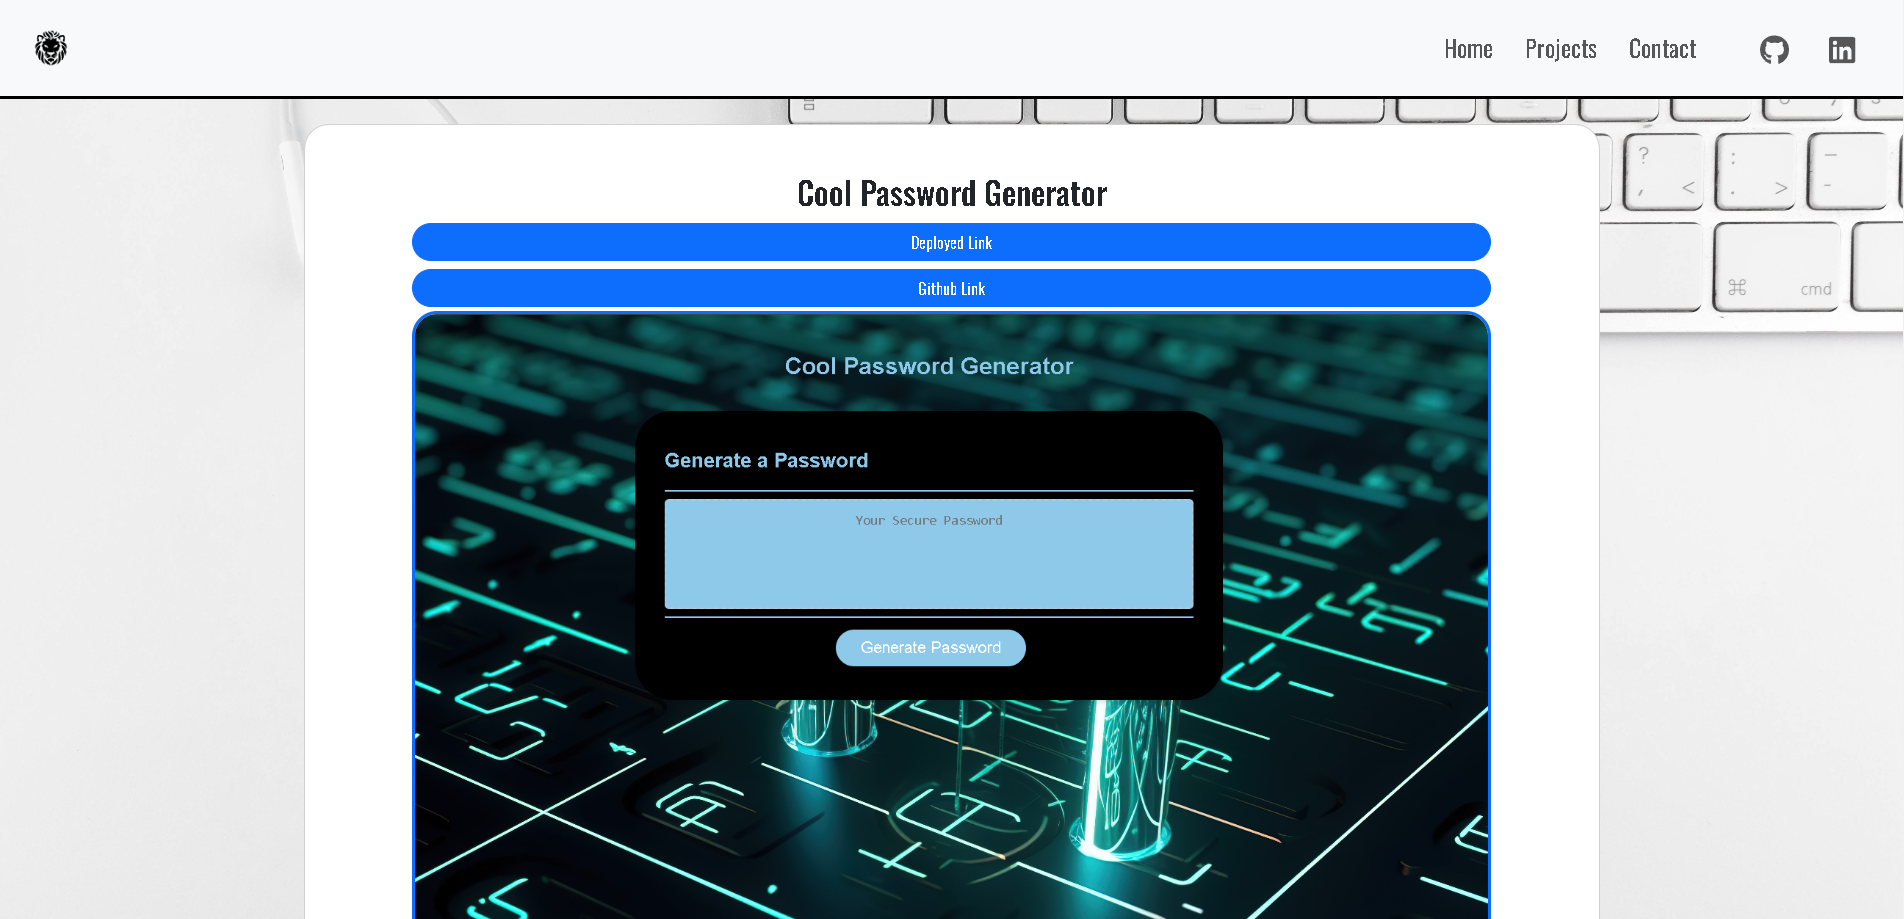 Home Projects Contact
? : —
, < . > -
⌘ cmd
Cool Password Generator
Deployed Link
Github Link
Cool Password Generator
Generate a Password
Your Secure Password
Generate Password